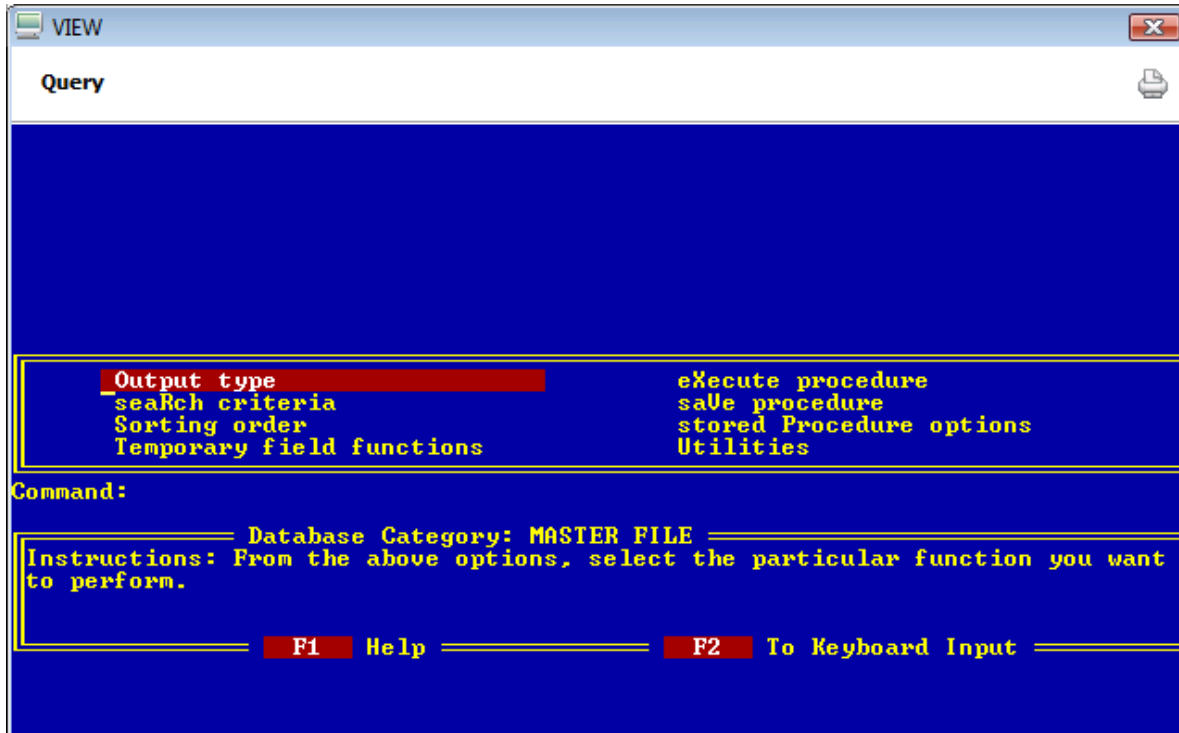 VIEW
Query
Output type eXecute procedure
seaRch criteria saVe procedure
Sorting order stored Procedure options
Temporary field functions Utilities
Command:
Database Category: MASTER FILE
Instructions: From the above options, select the particular function you want
to perform.
F1 Help F2 To Keyboard Input